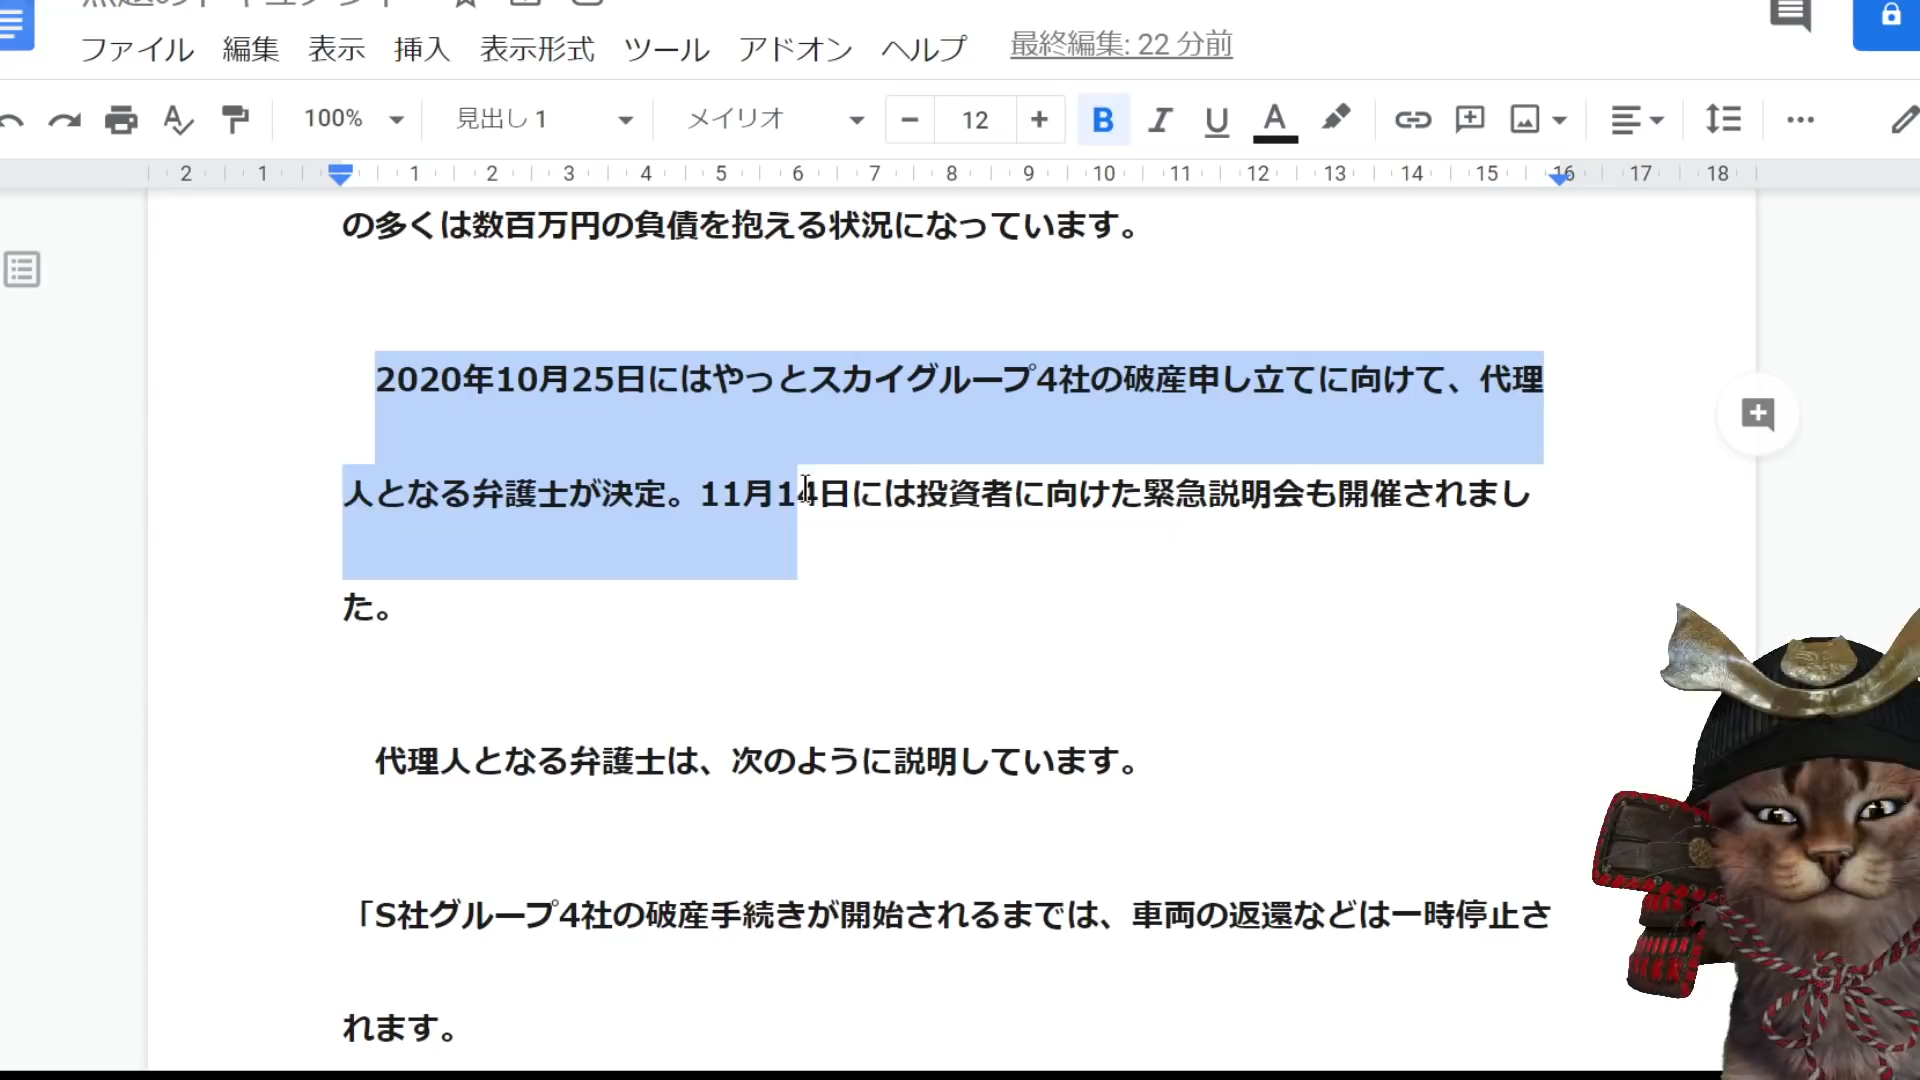 ファイル 編集 表示 挿入 表示形式 ツール アドオン ヘルプ 最終編集: 22 分前
100% 見出し 1 メイリオ 12 B I U A
2 1 1 2 3 4 5 6 7 8 9 10 11 12 13 14 15 16 17 18
の多くは数百万円の負債を抱える状況になっています。
2020年10月25日にはやっとスカイグループ4社の破産申し立てに向けて、代理
人となる弁護士が決定。11月14日には投資者に向けた緊急説明会も開催されまし
た。
代理人となる弁護士は、次のように説明しています。
「S社グループ4社の破産手続きが開始されるまでは、車両の返還などは一時停止さ
れます。